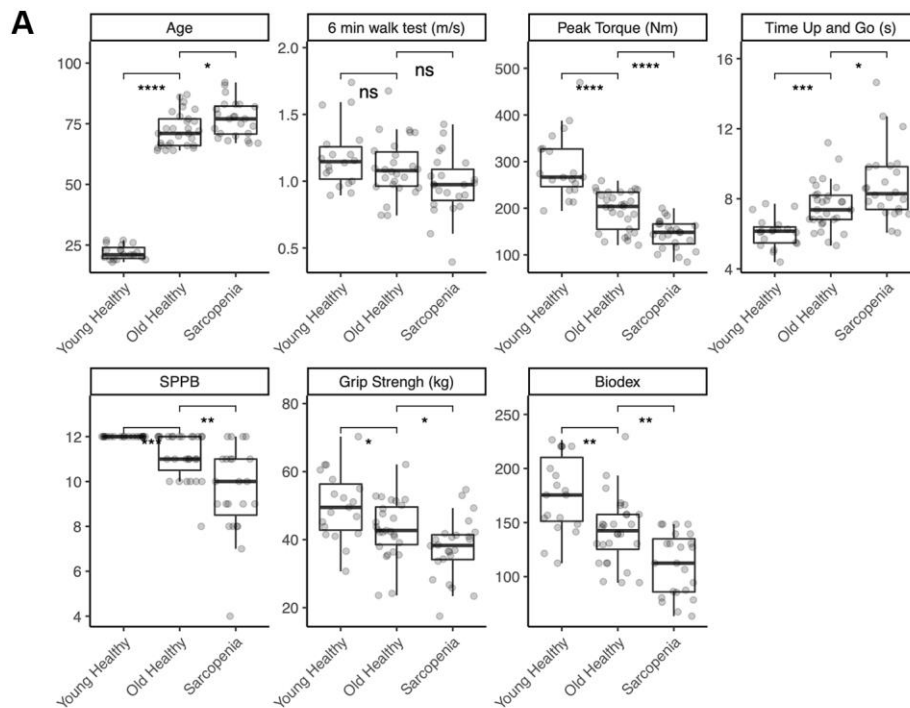 A
Age
6 min walk test (m/s)
Peak Torque (Nm)
Time Up and Go (s)
100
75
50
25
****
*
2.0
1.5
1.0
0.5
ns
ns
500
400
300
200
100
****
****
16
12
8
4
***
*
Young Healthy
Old Healthy
Sarcopenia
Young Healthy
Old Healthy
Sarcopenia
Young Healthy
Old Healthy
Sarcopenia
Young Healthy
Old Healthy
Sarcopenia
SPPB
Grip Strengh (kg)
Biodex
12
10
8
6
4
***
**
80
60
40
20
*
*
250
200
150
100
**
**
Young Healthy
Old Healthy
Sarcopenia
Young Healthy
Old Healthy
Sarcopenia
Young Healthy
Old Healthy
Sarcopenia